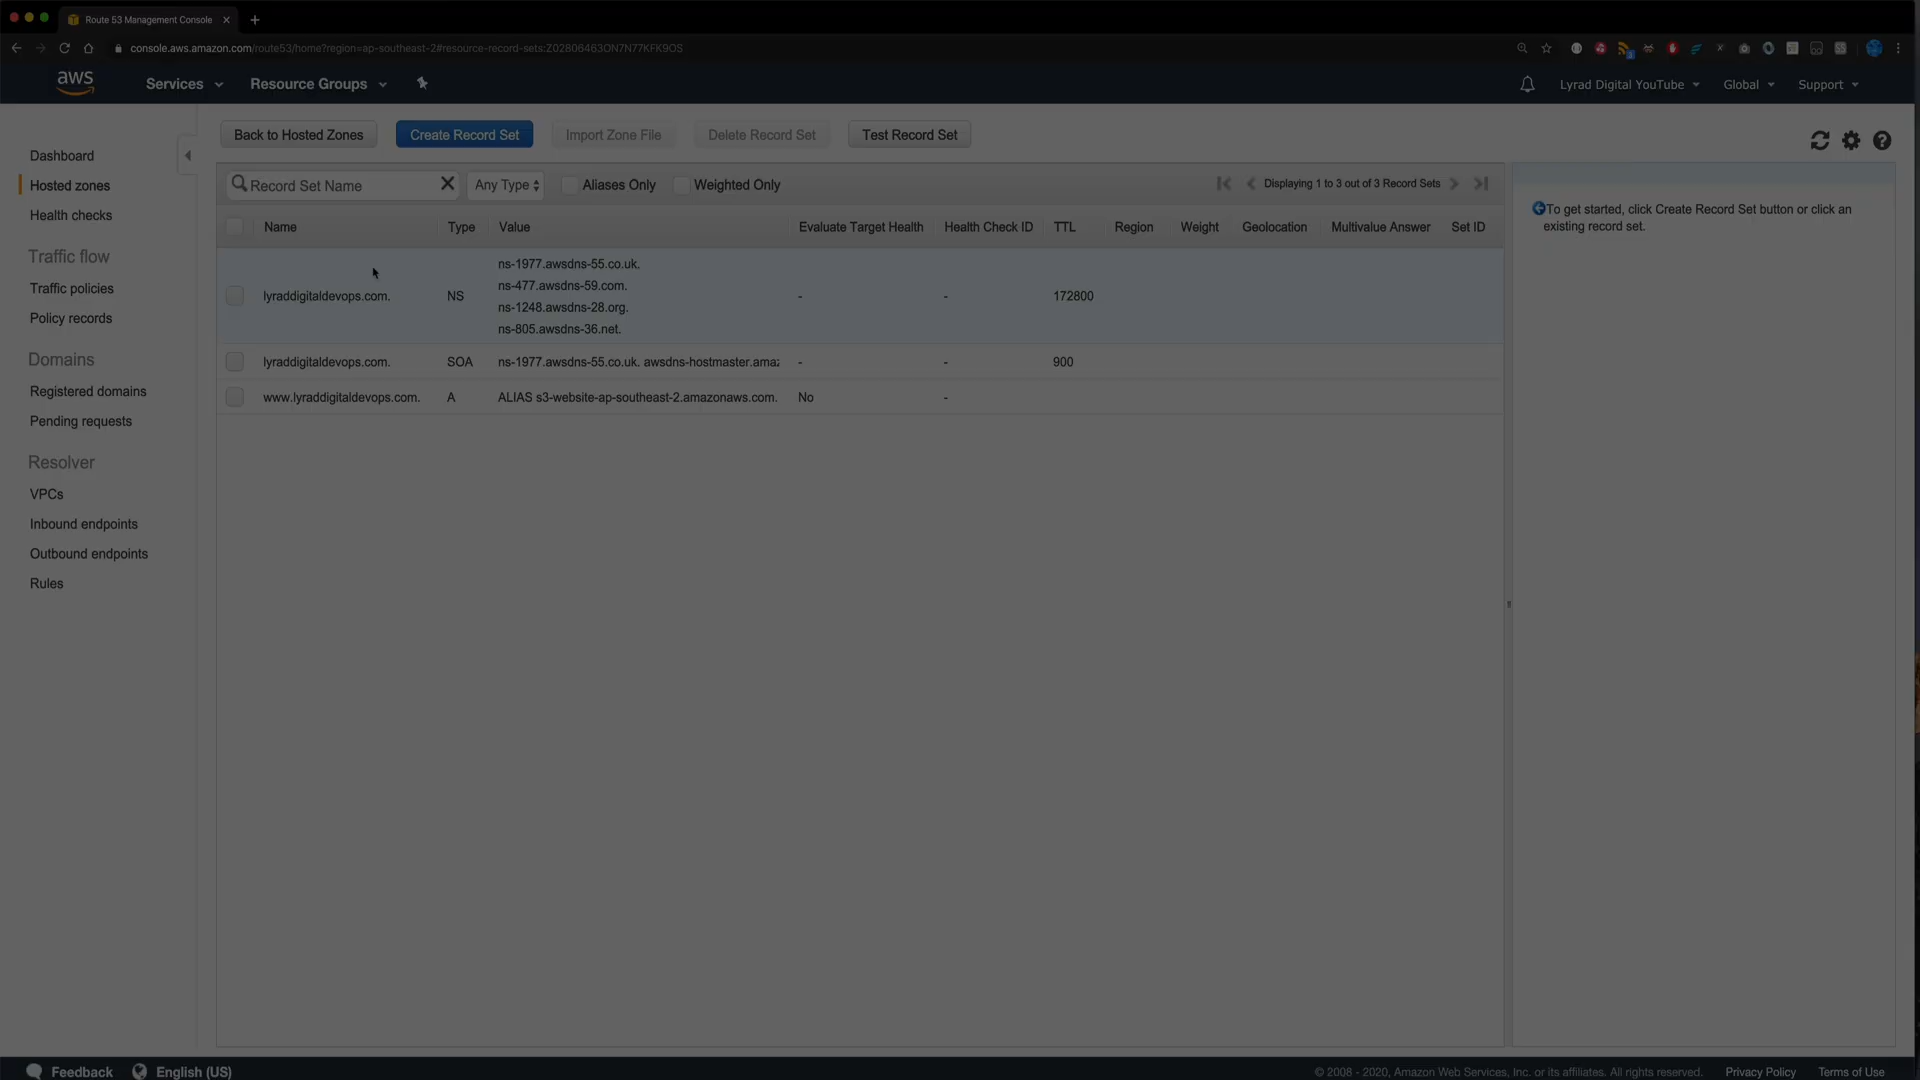 Route 53 Management Console
console.aws.amazon.com/route53/home?region=ap-southeast-2#resource-record-sets:Z02806463ON7N77KFK9OS
aws
Services
Resource Groups
Lyrad Digital YouTube
Global
Support
Back to Hosted Zones
Create Record Set
Import Zone File
Delete Record Set
Test Record Set
Dashboard
Hosted zones
Health checks
Traffic flow
Traffic policies
Policy records
Domains
Registered domains
Pending requests
Resolver
VPCs
Inbound endpoints
Outbound endpoints
Rules
Record Set Name
Any Type
Aliases Only
Weighted Only
Displaying 1 to 3 out of 3 Record Sets
Name Type Value Evaluate Target Health Health Check ID TTL Region Weight Geolocation Multivalue Answer Set ID
ns-1977.awsdns-55.co.uk.
ns-477.awsdns-59.com.
lyraddigitaldevops.com. NS - - 172800
ns-1248.awsdns-28.org.
ns-805.awsdns-36.net.
lyraddigitaldevops.com. SOA ns-1977.awsdns-55.co.uk. awsdns-hostmaster.ama - - 900
www.lyraddigitaldevops.com. A ALIAS s3-website-ap-southeast-2.amazonaws.com. No -
To get started, click Create Record Set button or click an
existing record set.
Feedback
English (US)
© 2008 - 2020, Amazon Web Services, Inc. or its affiliates. All rights reserved.
Privacy Policy
Terms of Use